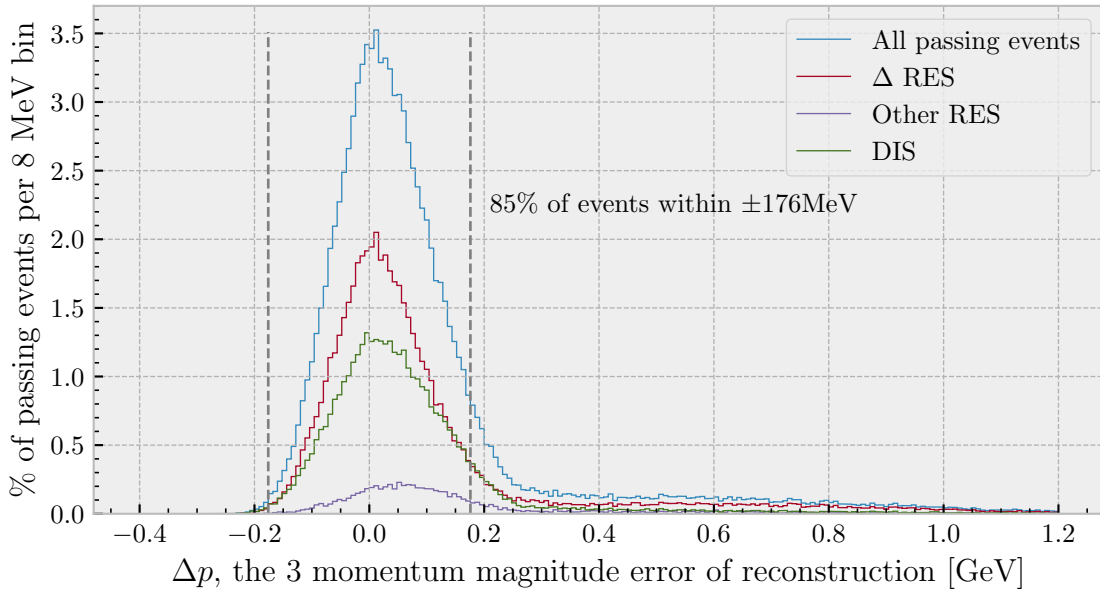 % of passing events per 8 MeV bin
3.5
3.0
2.5
2.0
1.5
1.0
0.5
0.0
All passing events
Δ RES
Other RES
DIS
85% of events within ±176MeV
−0.4 −0.2 0.0 0.2 0.4 0.6 0.8 1.0 1.2
Δp, the 3 momentum magnitude error of reconstruction [GeV]